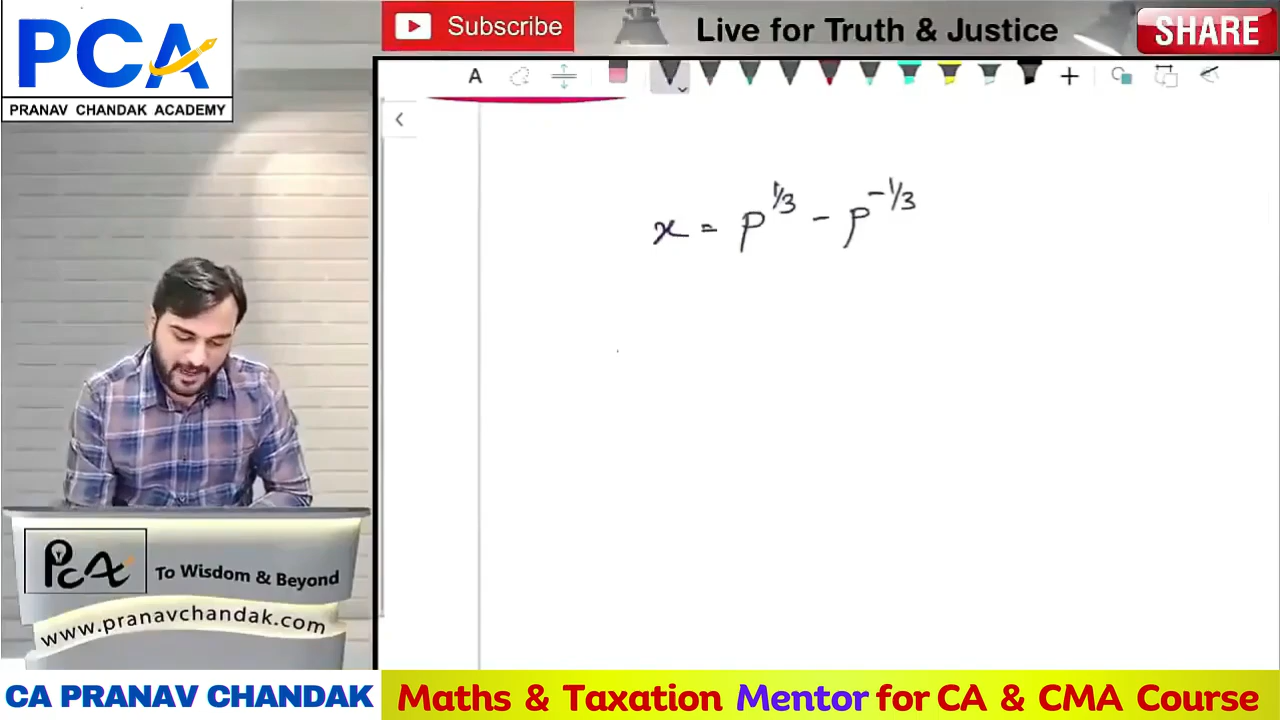 PCA
PRANAV CHANDAK ACADEMY
Subscribe
Live for Truth & Justice
SHARE
A
x = p^{1/3} - p^{-1/3}
PCA
To Wisdom & Beyond
www.pranavchandak.com
CA PRANAV CHANDAK
Maths & Taxation Mentor for CA & CMA Course